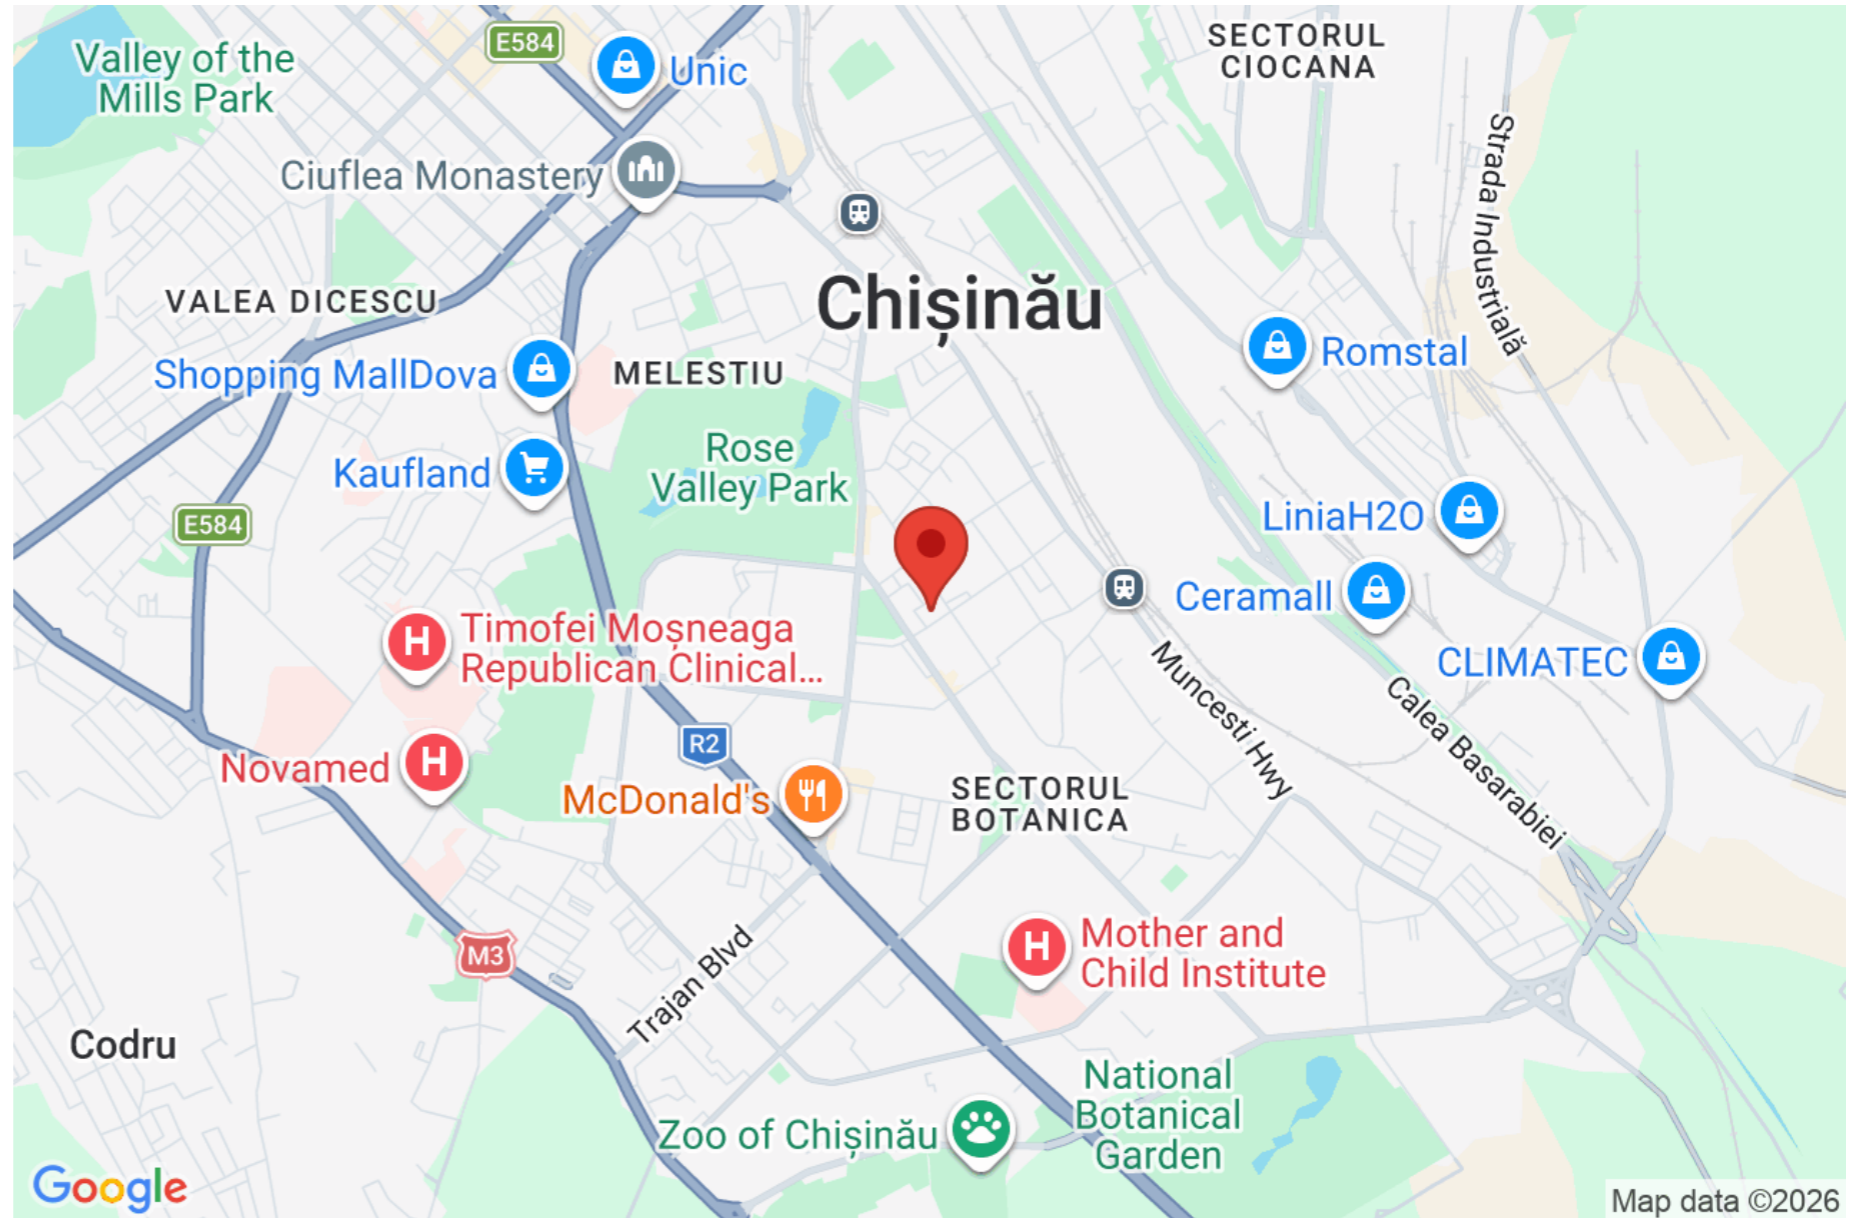 Valley of the
Mills Park
E584
Unic
SECTORUL
CIOCANA
Ciuflea Monastery
Strada Industrială
VALEA DICESCU
Chișinău
Shopping MallDova
MELESTIU
Romstal
Kaufland
Rose
Valley Park
E584
LiniaH2O
Ceramall
H
Timofei Moșneaga
Republican Clinical...
CLIMATEC
Muncesti Hwy
Calea Basarabiei
R2
Novamed
H
McDonald's
SECTORUL
BOTANICA
M3
Trajan Blvd
H
Mother and
Child Institute
Codru
National
Botanical
Garden
Zoo of Chișinău
Google
Map data ©2026